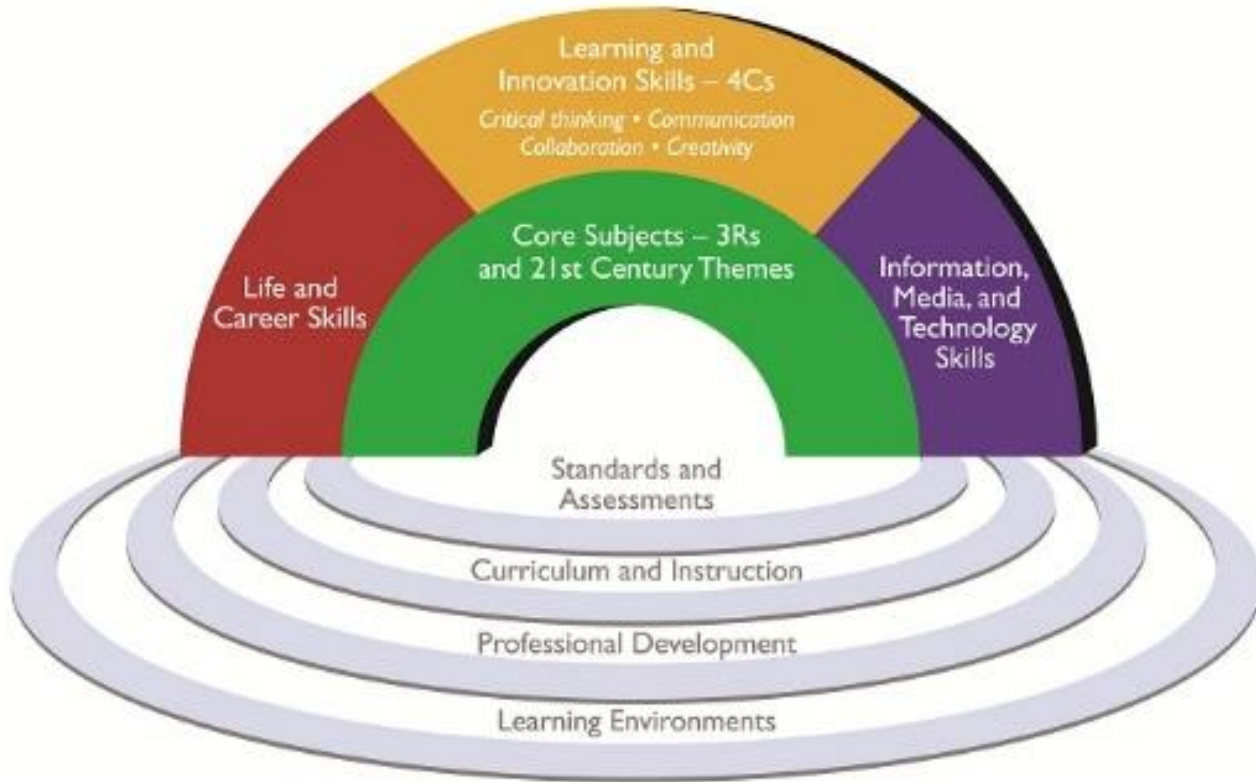 Learning and
Innovation Skills – 4Cs
Critical thinking • Communication
Collaboration • Creativity
Core Subjects – 3Rs
and 21st Century Themes
Life and
Career Skills
Information,
Media, and
Technology
Skills
Standards and
Assessments
Curriculum and Instruction
Professional Development
Learning Environments